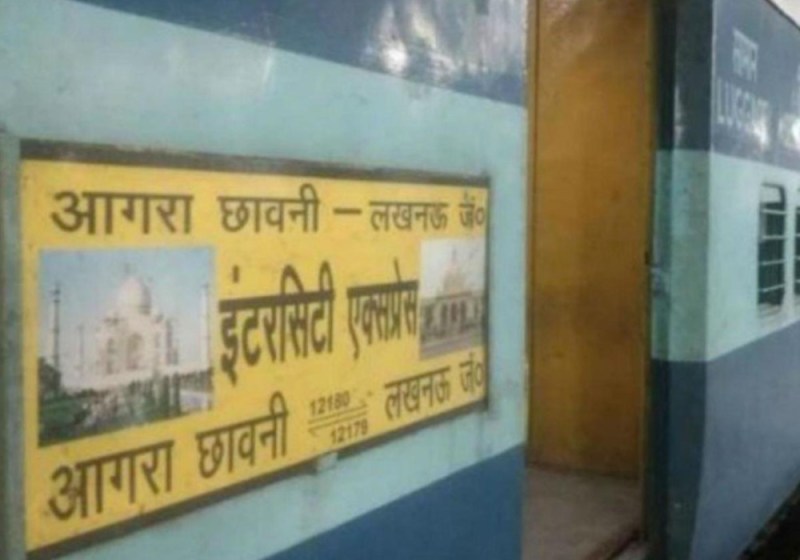 आगरा छावनी – लखनऊ जं०
इंटरसिटी एक्सप्रेस
आगरा छावनी 12180 लखनऊ जं०
12179
सामान
LUGGAGE